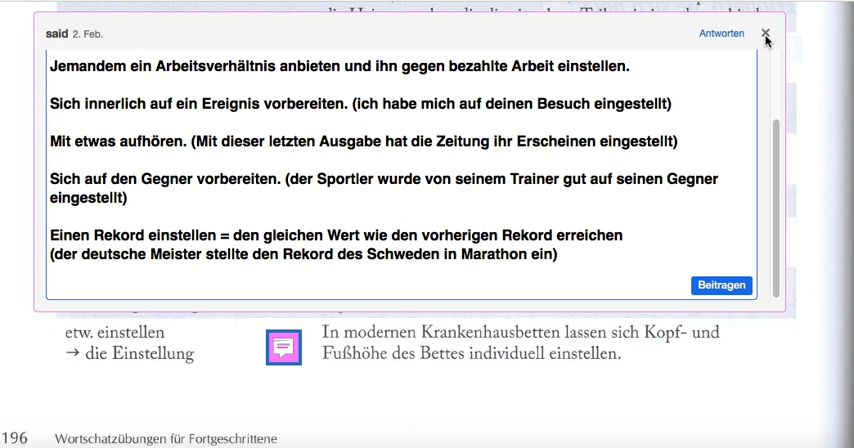 said 2. Feb.
Antworten
Jemandem ein Arbeitsverhältnis anbieten und ihn gegen bezahlte Arbeit einstellen.
Sich innerlich auf ein Ereignis vorbereiten. (ich habe mich auf deinen Besuch eingestellt)
Mit etwas aufhören. (Mit dieser letzten Ausgabe hat die Zeitung ihr Erscheinen eingestellt)
Sich auf den Gegner vorbereiten. (der Sportler wurde von seinem Trainer gut auf seinen Gegner
eingestellt)
Einen Rekord einstellen = den gleichen Wert wie den vorherigen Rekord erreichen
(der deutsche Meister stellte den Rekord des Schweden in Marathon ein)
Beitragen
etw. einstellen
→ die Einstellung
In modernen Krankenhausbetten lassen sich Kopf- und
Fußhöhe des Bettes individuell einstellen.
196 Wortschatzübungen für Fortgeschrittene